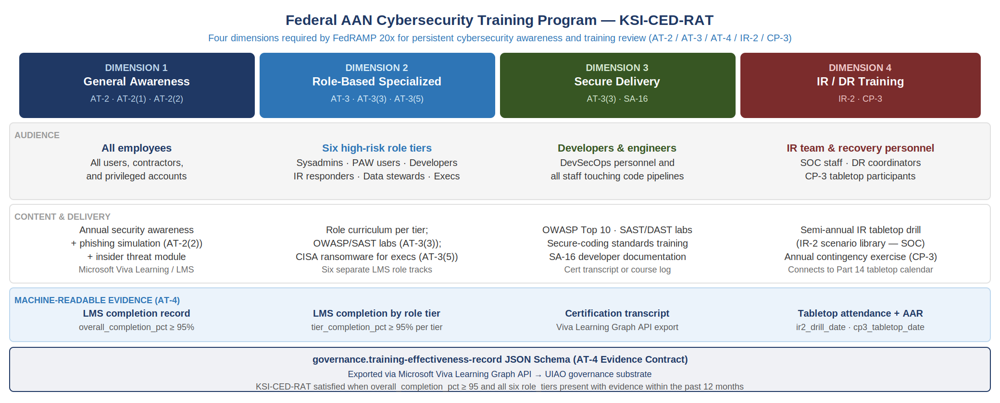 Federal AAN Cybersecurity Training Program — KSI-CED-RAT
Four dimensions required by FedRAMP 20x for persistent cybersecurity awareness and training review (AT-2 / AT-3 / AT-4 / IR-2 / CP-3)
DIMENSION 1
General Awareness
AT-2 · AT-2(1) · AT-2(2)
DIMENSION 2
Role-Based Specialized
AT-3 · AT-3(3) · AT-3(5)
DIMENSION 3
Secure Delivery
AT-3(3) · SA-16
DIMENSION 4
IR / DR Training
IR-2 · CP-3
AUDIENCE
All employees
All users, contractors,
and privileged accounts
Six high-risk role tiers
Sysadmins · PAW users · Developers
IR responders · Data stewards · Execs
Developers & engineers
DevSecOps personnel and
all staff touching code pipelines
IR team & recovery personnel
SOC staff · DR coordinators
CP-3 tabletop participants
CONTENT & DELIVERY
Annual security awareness
+ phishing simulation (AT-2(2))
+ insider threat module
Microsoft Viva Learning / LMS
Role curriculum per tier;
OWASP/SAST labs (AT-3(3));
CISA ransomware for execs (AT-3(5))
Six separate LMS role tracks
OWASP Top 10 · SAST/DAST labs
Secure-coding standards training
SA-16 developer documentation
Cert transcript or course log
Semi-annual IR tabletop drill
(IR-2 scenario library — SOC)
Annual contingency exercise (CP-3)
Connects to Part 14 tabletop calendar
MACHINE-READABLE EVIDENCE (AT-4)
LMS completion record
overall_completion_pct ≥ 95%
LMS completion by role tier
tier_completion_pct ≥ 95% per tier
Certification transcript
Viva Learning Graph API export
Tabletop attendance + AAR
ir2_drill_date · cp3_tabletop_date
governance.training-effectiveness-record JSON Schema (AT-4 Evidence Contract)
Exported via Microsoft Viva Learning Graph API → UIAO governance substrate
KSI-CED-RAT satisfied when overall_completion_pct ≥ 95 and all six role_tiers present with evidence within the past 12 months